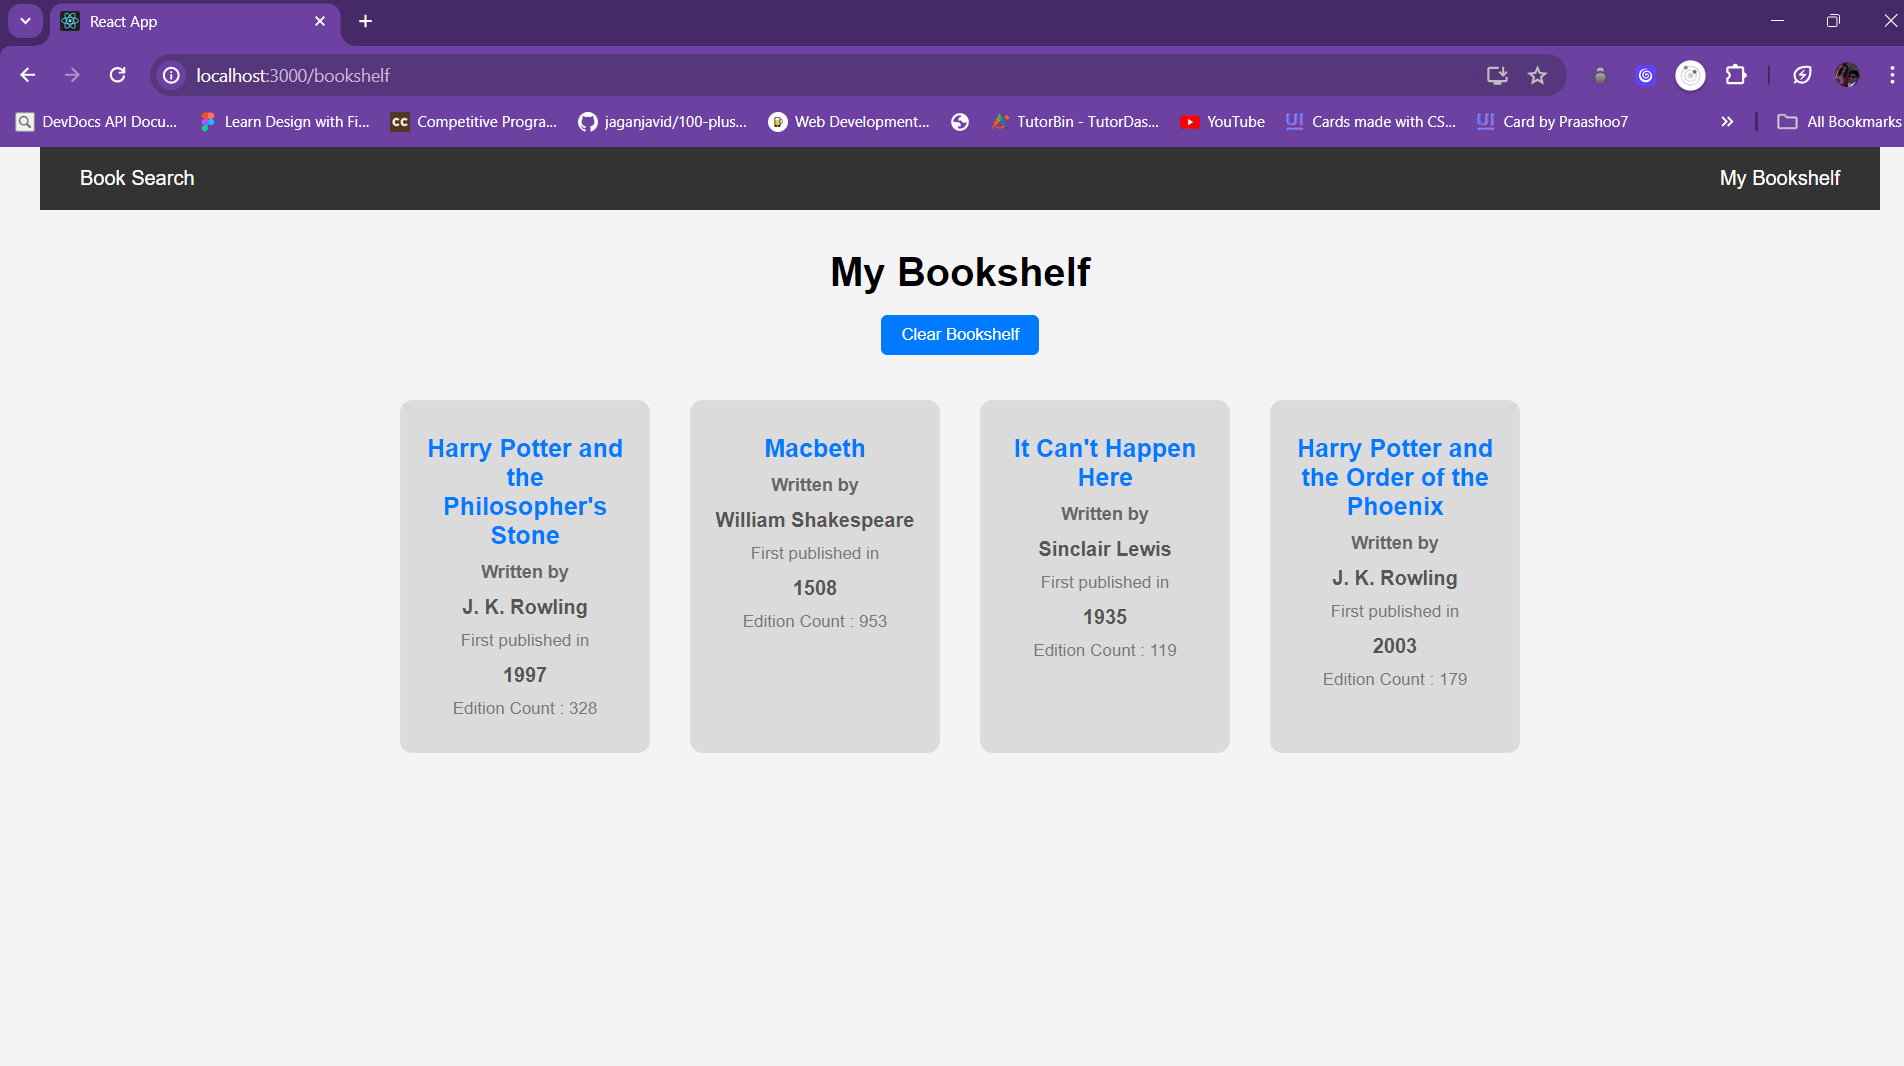 React App
localhost:3000/bookshelf
DevDocs API Docu... Learn Design with Fi... CC Competitive Progra... jaganjavid/100-plus... Web Development... TutorBin - TutorDas... YouTube UI Cards made with CS... UI Card by Praashoo7 » All Bookmarks
Book Search My Bookshelf
My Bookshelf
Clear Bookshelf
Harry Potter and
the
Philosopher's
Stone
Written by
J. K. Rowling
First published in
1997
Edition Count : 328
Macbeth
Written by
William Shakespeare
First published in
1508
Edition Count : 953
It Can't Happen
Here
Written by
Sinclair Lewis
First published in
1935
Edition Count : 119
Harry Potter and
the Order of the
Phoenix
Written by
J. K. Rowling
First published in
2003
Edition Count : 179